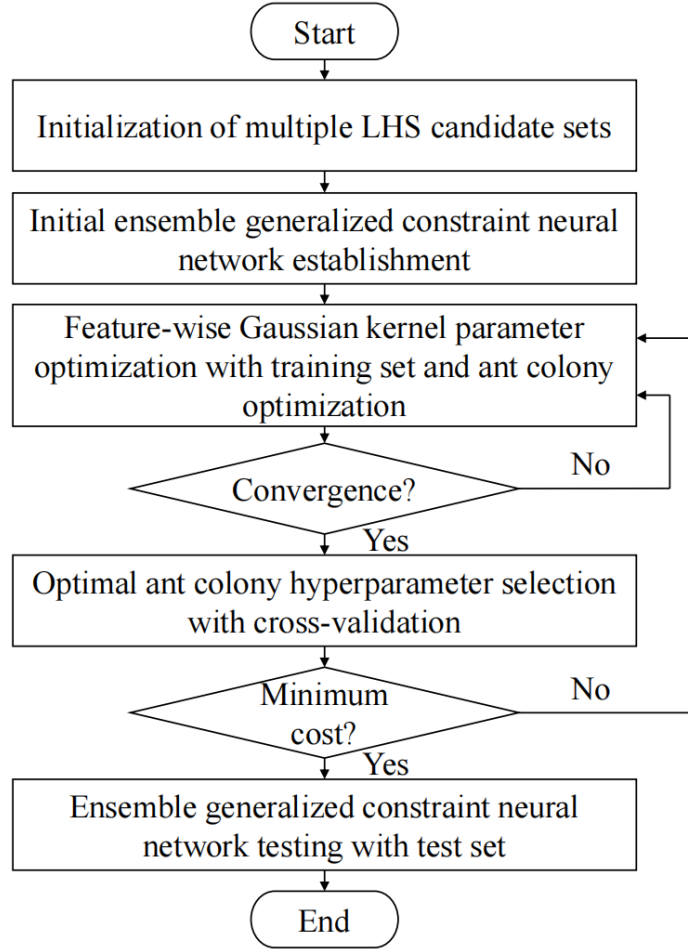 Start
Initialization of multiple LHS candidate sets
Initial ensemble generalized constraint neural
network establishment
Feature-wise Gaussian kernel parameter
optimization with training set and ant colony
optimization
No
Convergence?
Yes
Optimal ant colony hyperparameter selection
with cross-validation
No
Minimum
cost?
Yes
Ensemble generalized constraint neural
network testing with test set
End